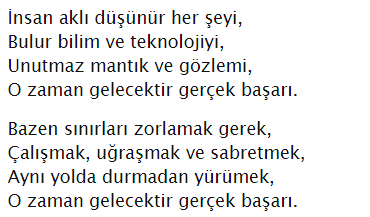 İnsan aklı düşünür her şeyi,
Bulur bilim ve teknolojiyi,
Unutmaz mantık ve gözlemi,
O zaman gelecektir gerçek başarı.
Bazen sınırları zorlamak gerek,
Çalışmak, uğraşmak ve sabretmek,
Aynı yolda durmadan yürümek,
O zaman gelecektir gerçek başarı.